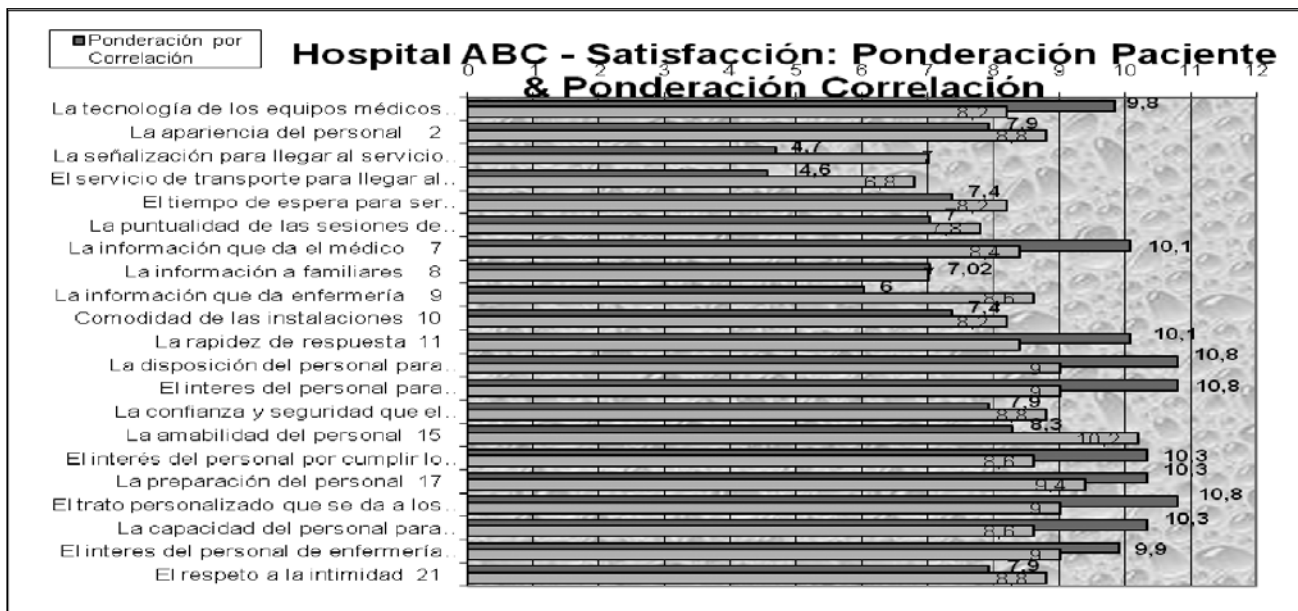 Ponderación por
Correlación
Hospital ABC - Satisfacción: Ponderación Paciente
& Ponderación Correlación
0 1 2 3 4 5 6 7 8 9 10 11 12
La tecnología de los equipos médicos.. 9,8
8,2
La apariencia del personal 2 7,9
8,8
La señalización para llegar al servicio.. 4,7
7
El servicio de transporte para llegar al.. 4,6
6,8
El tiempo de espera para ser.. 7,4
8,2
La puntualidad de las sesiones de.. 7
7,8
La información que da el médico 7 10,1
8,4
La información a familiares 8 7,02
7
La información que da enfermería 9 6
8,6
Comodidad de las instalaciones 10 7,4
8,2
La rapidez de respuesta 11 10,1
La disposición del personal para.. 10,8
9
El interes del personal para.. 10,8
9
La confianza y seguridad que el.. 7,9
8,8
La amabilidad del personal 15 8,3
10,2
El interés del personal por cumplir lo.. 10,3
8,6
La preparación del personal 17 10,3
9,4
El trato personalizado que se da a los.. 10,8
9
La capacidad del personal para.. 10,3
8,6
El interes del personal de enfermería.. 9,9
9
El respeto a la intimidad 21 7,9
8,8